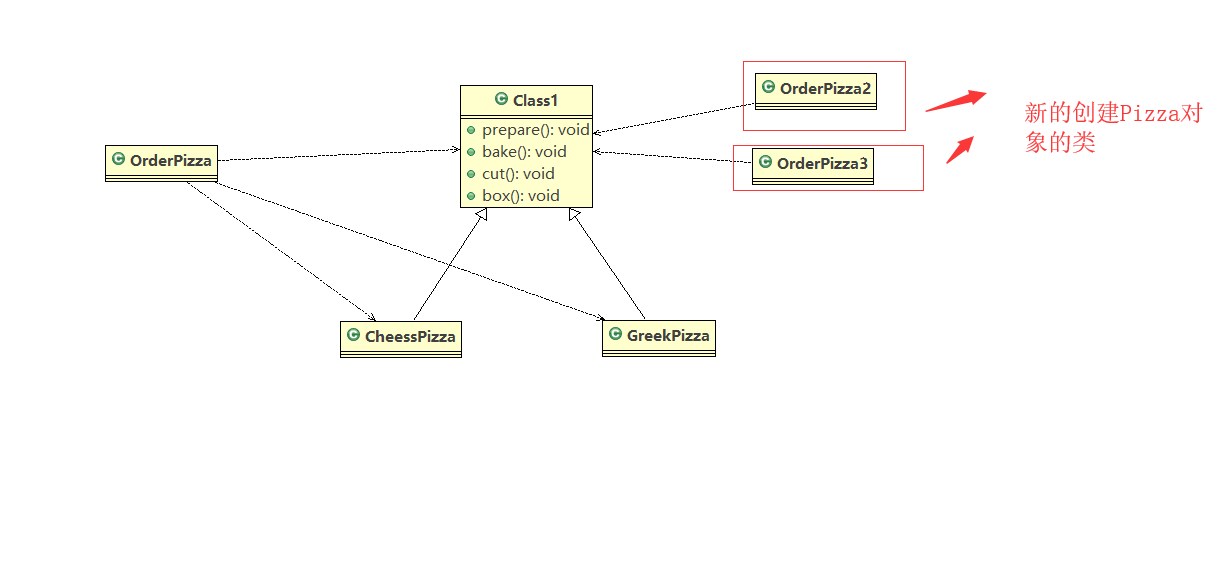 OrderPizza
Class1
prepare(): void
bake(): void
cut(): void
box(): void
OrderPizza2
OrderPizza3
新的创建Pizza对
象的类
CheessPizza
GreekPizza